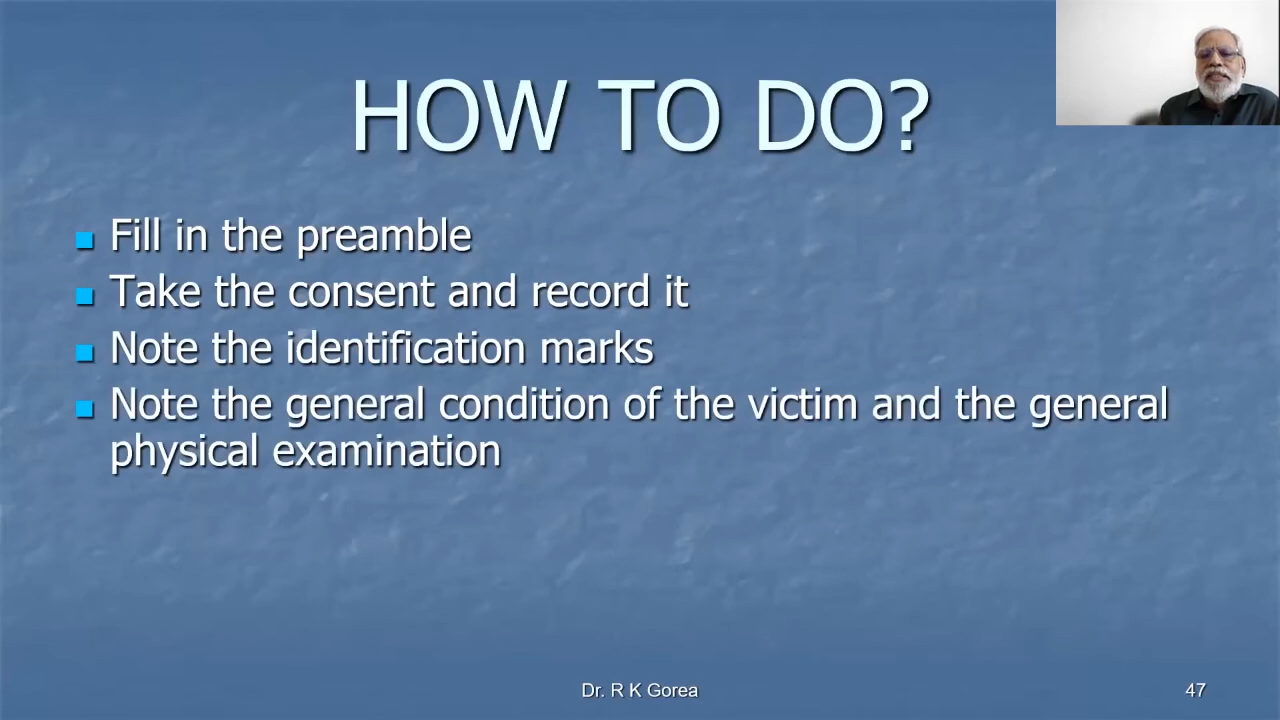 HOW TO DO?
Fill in the preamble
Take the consent and record it
Note the identification marks
Note the general condition of the victim and the general
physical examination
Dr. R K Gorea
47